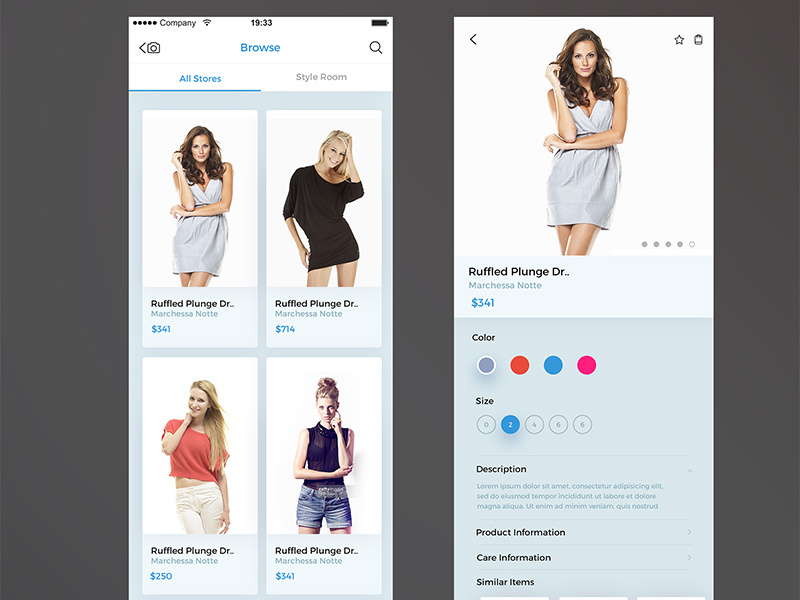 Company
19:33
Browse
All Stores
Style Room
Ruffled Plunge Dr..
Marchessa Notte
$341
Ruffled Plunge Dr..
Marchessa Notte
$714
Ruffled Plunge Dr..
Marchessa Notte
$250
Ruffled Plunge Dr..
Marchessa Notte
$341
Ruffled Plunge Dr..
Marchessa Notte
$341
Color
Size
0 2 4 6 6
Description
Lorem ipsum dolor sit amet, consectetur adipisicing elit,
sed do eiusmod tempor incididunt ut labore et dolore
magna aliqua. Ut enim ad minim veniam, quis nostrud
Product Information
Care Information
Similar Items